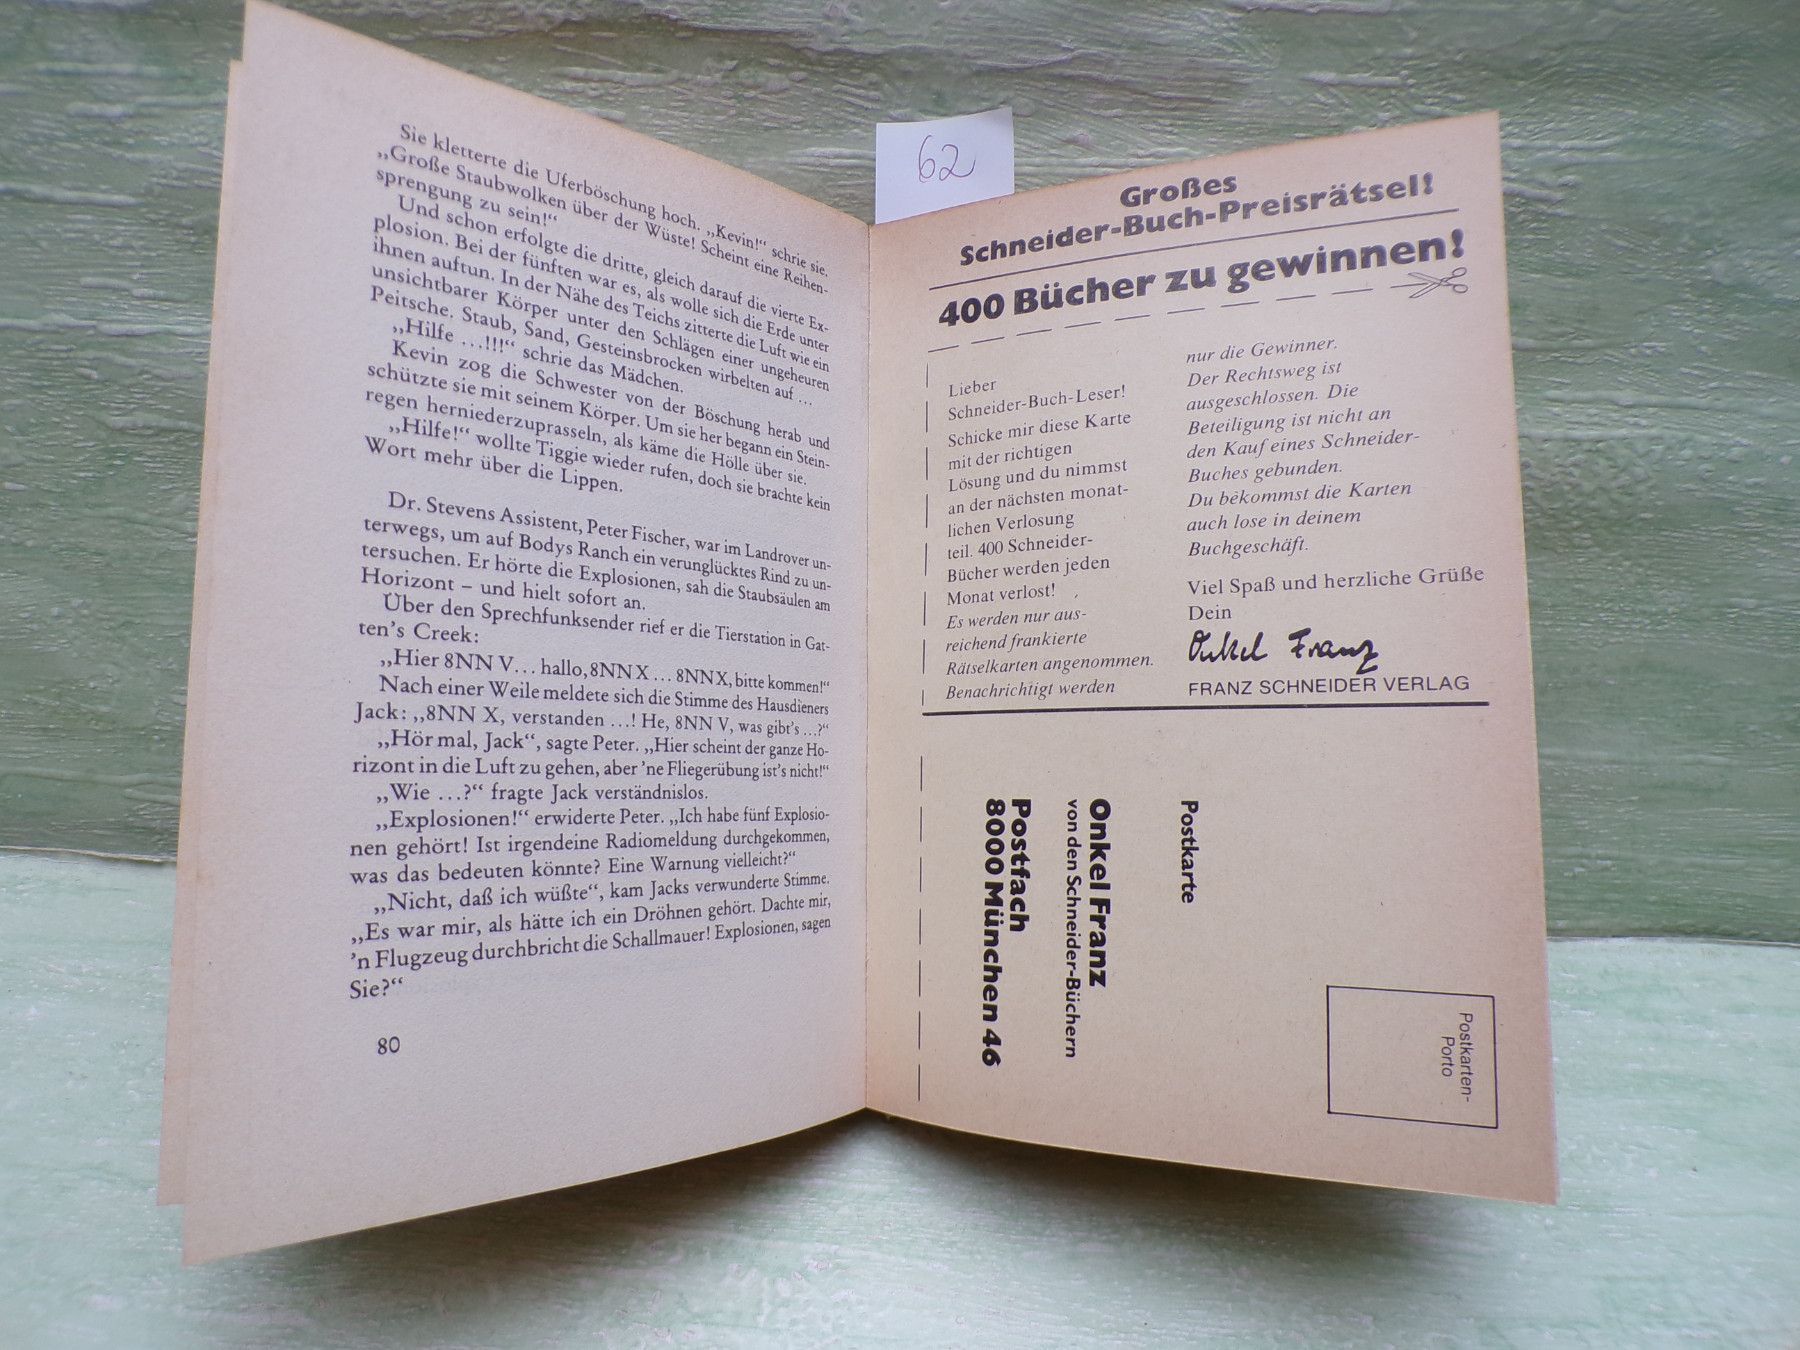 Sie kletterte die Uferböschung hoch. „Kevin!“ schrie sie.
„Große Staubwolken über der Wüste! Scheint eine Reihen-
sprengung zu sein!“
Und schon erfolgte die dritte, gleich darauf die vierte Ex-
plosion. Bei der fünften war es, als wolle sich die Erde unter
ihnen auftun. In der Nähe des Teichs zitterte die Luft wie ein
unsichtbarer Körper unter den Schlägen einer ungeheuren
Peitsche. Staub, Sand, Gesteinsbrocken wirbelten auf ...
„Hilfe ...!!!“ schrie das Mädchen.
Kevin zog die Schwester von der Böschung herab und
schützte sie mit seinem Körper. Um sie her begann ein Stein-
regen herniederzuprasseln, als käme die Hölle über sie.
„Hilfe!“ wollte Tiggie wieder rufen, doch sie brachte kein
Wort mehr über die Lippen.
Dr. Stevens Assistent, Peter Fischer, war im Landrover un-
terwegs, um auf Bodys Ranch ein verunglücktes Rind zu un-
tersuchen. Er hörte die Explosionen, sah die Staubsäulen am
Horizont – und hielt sofort an.
Über den Sprechfunksender rief er die Tierstation in Gat-
ten's Creek:
„Hier 8NN V... hallo, 8NN X ... 8NN X, bitte kommen!“
Nach einer Weile meldete sich die Stimme des Hausdieners
Jack: „8NN X, verstanden ...! He, 8NN V, was gibt's ...?“
„Hör mal, Jack“, sagte Peter. „Hier scheint der ganze Ho-
rizont in die Luft zu gehen, aber 'ne Fliegerübung ist's nicht!“
„Wie ...?“ fragte Jack verständnislos.
„Explosionen!“ erwiderte Peter. „Ich habe fünf Explosio-
nen gehört! Ist irgendeine Radiomeldung durchgekommen,
was das bedeuten könnte? Eine Warnung vielleicht?“
„Nicht, daß ich wüßte“, kam Jacks verwunderte Stimme.
„Es war mir, als hätte ich ein Dröhnen gehört. Dachte mir,
'n Flugzeug durchbricht die Schallmauer! Explosionen, sagen
Sie?“
80
62
Großes
Schneider-Buch-Preisrätsel!
400 Bücher zu gewinnen!
Lieber
Schneider-Buch-Leser!
Schicke mir diese Karte
mit der richtigen
Lösung und du nimmst
an der nächsten monat-
lichen Verlosung
teil. 400 Schneider-
Bücher werden jeden
Monat verlost!
Es werden nur aus-
reichend frankierte
Rätselkarten angenommen.
Benachrichtigt werden
nur die Gewinner.
Der Rechtsweg ist
ausgeschlossen. Die
Beteiligung ist nicht an
den Kauf eines Schneider-
Buches gebunden.
Du bekommst die Karten
auch lose in deinem
Buchgeschäft.
Viel Spaß und herzliche Grüße
Dein
Onkel Franz
FRANZ SCHNEIDER VERLAG
Postkarte
Onkel Franz
von den Schneider-Büchern
Postfach
8000 München 46
Postkarten-
Porto